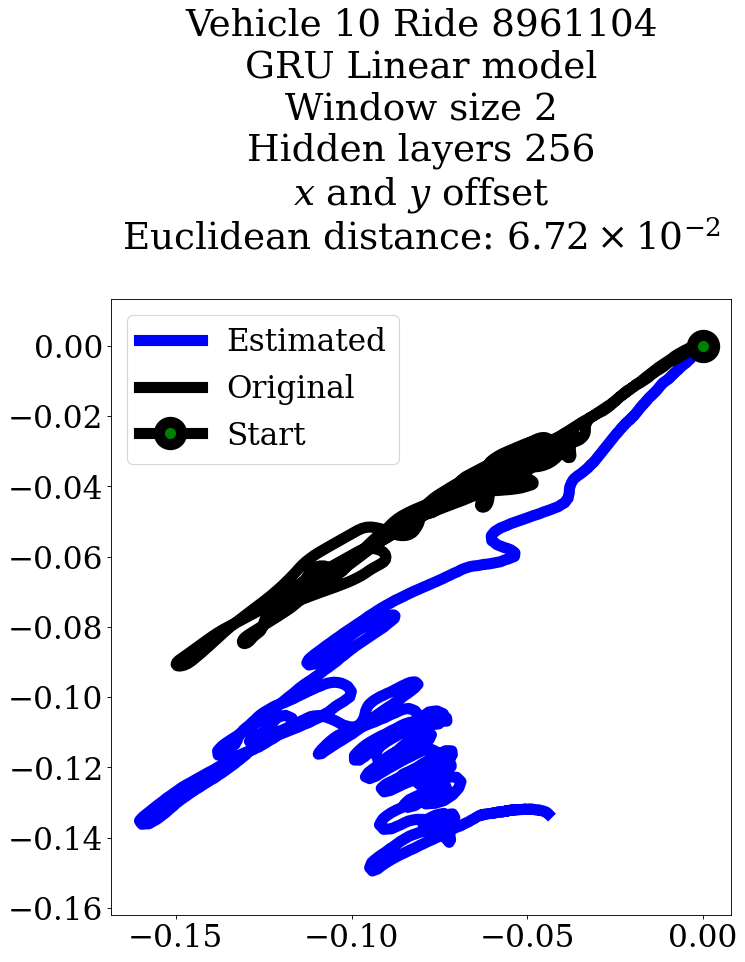 Vehicle 10 Ride 8961104
GRU Linear model
Window size 2
Hidden layers 256
x and y offset
Euclidean distance: 6.72 × 10⁻²
Estimated
Original
Start
0.00
−0.02
−0.04
−0.06
−0.08
−0.10
−0.12
−0.14
−0.16
−0.15
−0.10
−0.05
0.00